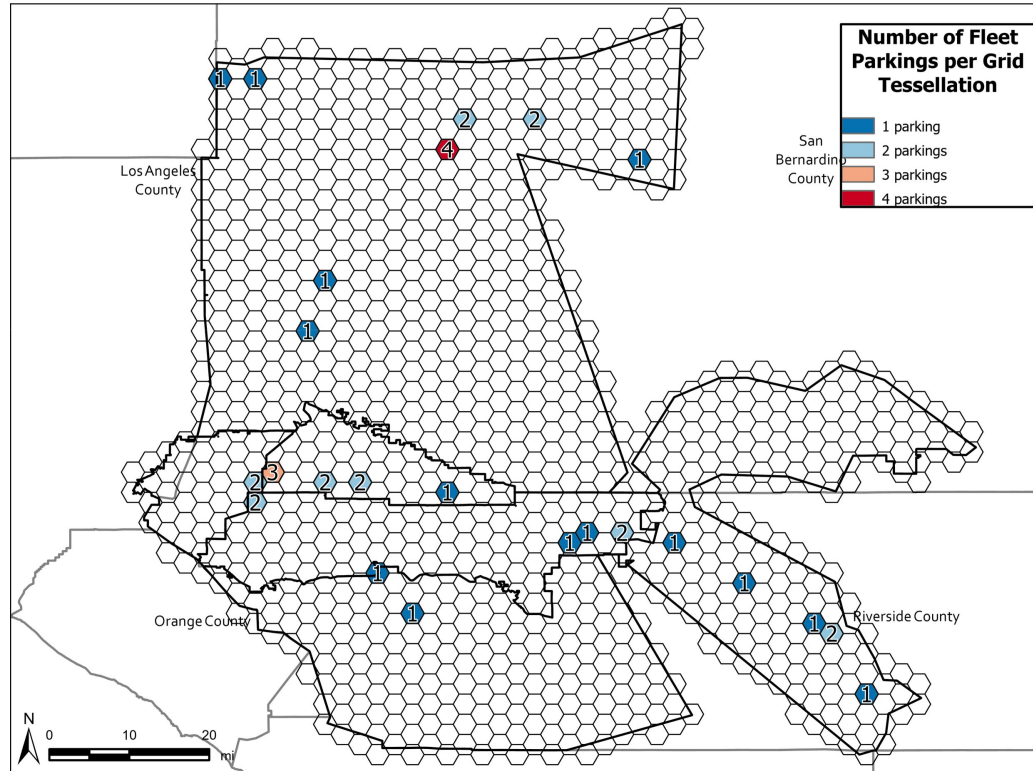 Number of Fleet
Parkings per Grid
Tessellation
1 parking
2 parkings
3 parkings
4 parkings
1 1
2 2
4
1
San
Bernardino
County
Los Angeles
County
1
1
3
2 2 2
1
2
1 1 2 1
1
1
1
Orange County
1 2
Riverside County
1
N
0 10 20
mi